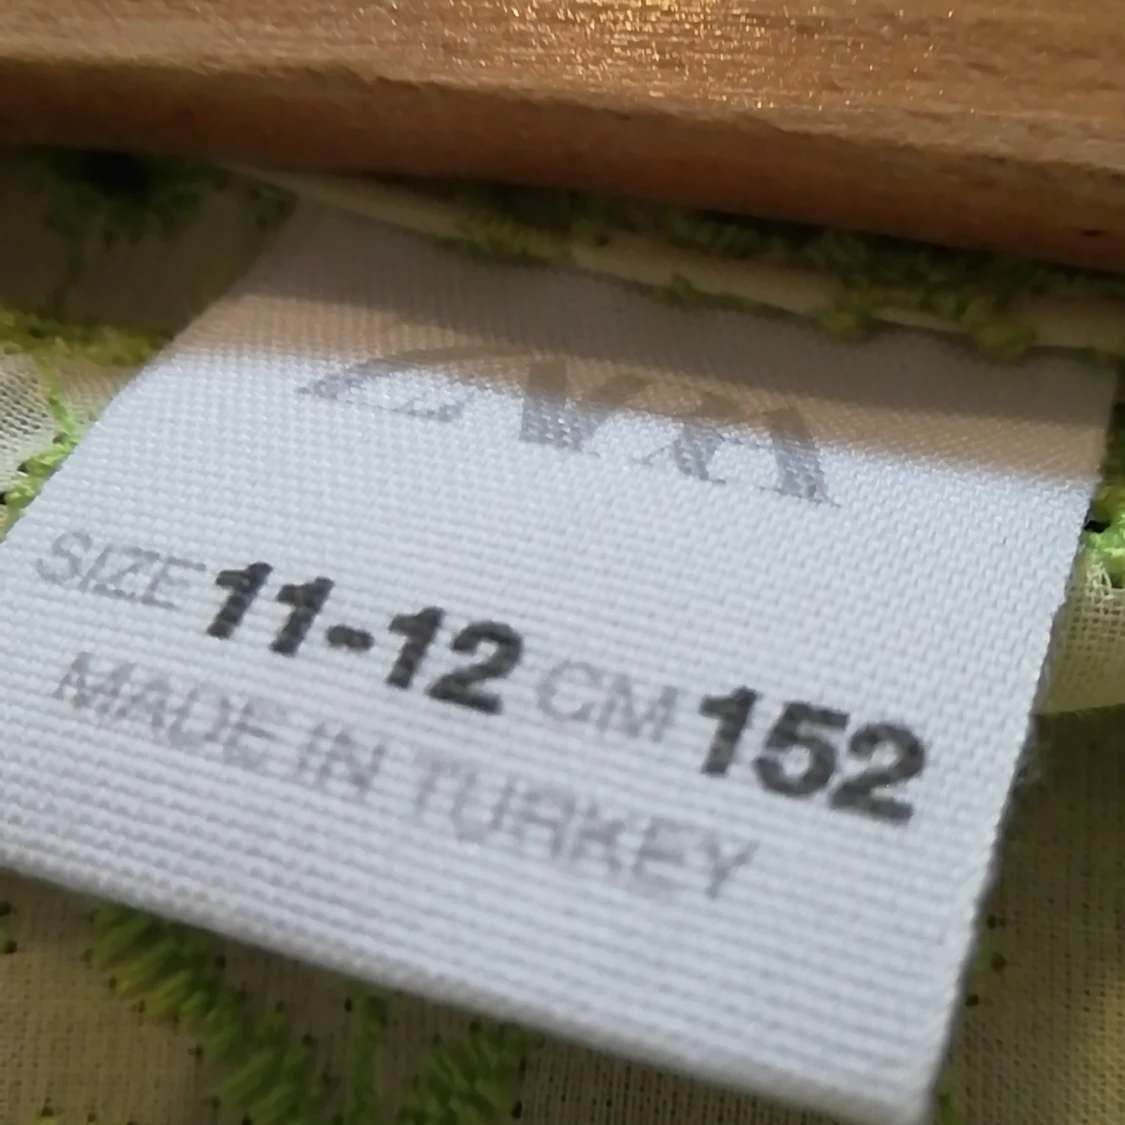 ZARA
SIZE 11-12 CM 152
MADE IN TURKEY